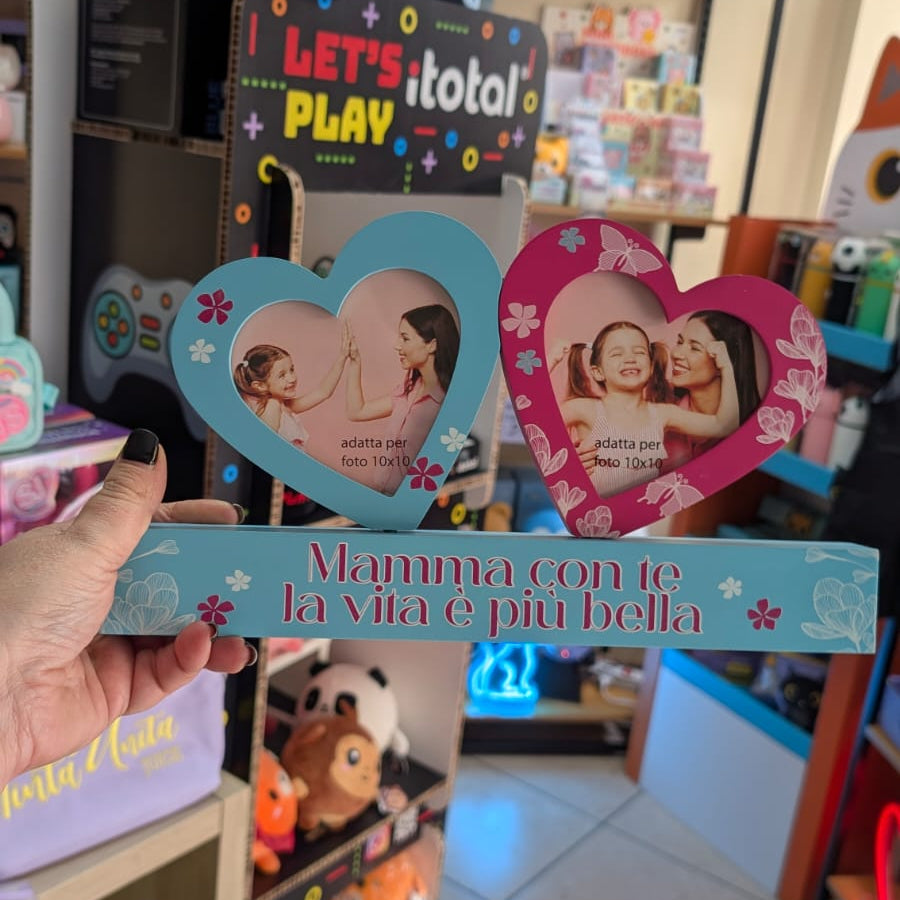 LET'S
PLAY
itotal
adatta per
foto 10x10
adatta per
foto 10x10
Mamma con te
la vita è più bella